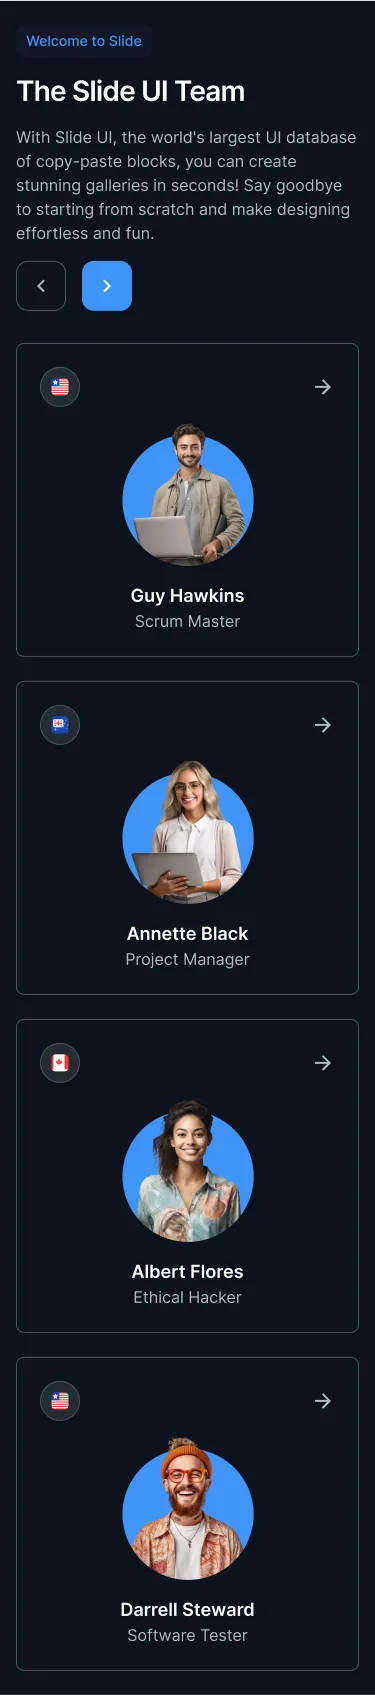 Welcome to Slide
The Slide UI Team
With Slide UI, the world's largest UI database
of copy-paste blocks, you can create
stunning galleries in seconds! Say goodbye
to starting from scratch and make designing
effortless and fun.
Guy Hawkins
Scrum Master
Annette Black
Project Manager
Albert Flores
Ethical Hacker
Darrell Steward
Software Tester